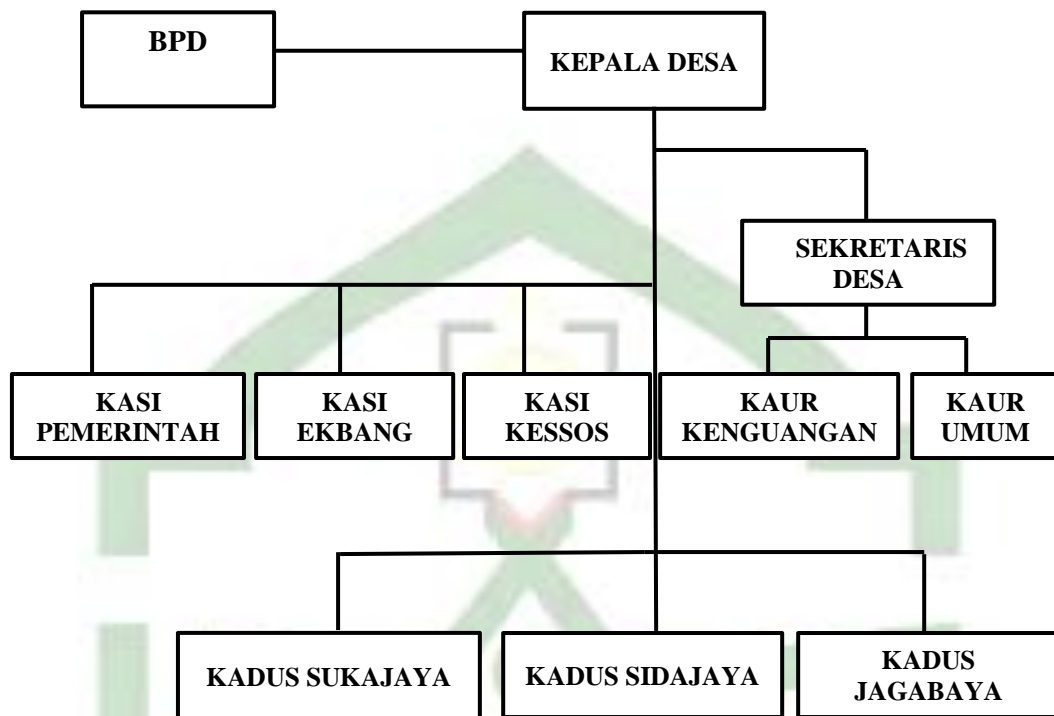 BPD
KEPALA DESA
SEKRETARIS
DESA
KASI
PEMERINTAH
KASI
EKBANG
KASI
KESSOS
KAUR
KENGUANGAN
KAUR
UMUM
KADUS SUKAJAYA
KADUS SIDAJAYA
KADUS
JAGABAYA